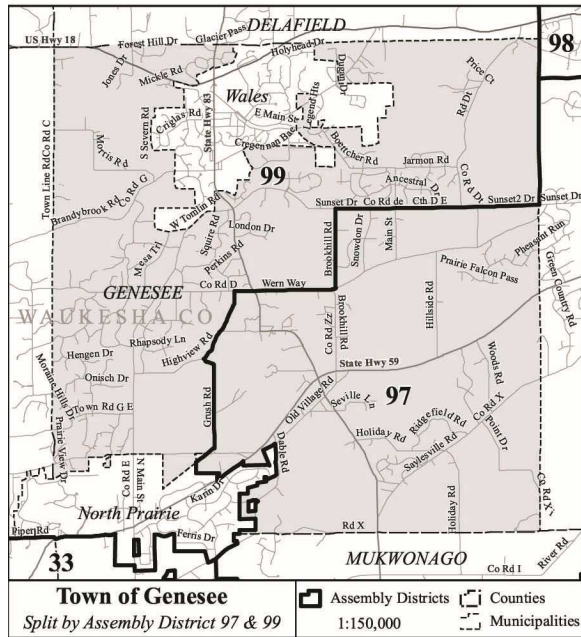 DELAFIELD
US Hwy 18
Forest Hill Dr
Glacier Pass
98
Jones Dr
Mickle Rd
Holyhead Dr
Duggan Dr
Price Ct
Wales
Legend Hts
Rd Dt
Criglas Rd
State Hwy 83
E Main St
S Severn Rd
Cregennan Bae
Boettcher Rd
Town Line Rd
Co Rd C
Morris Rd
Jarmon Rd
99
Ancestral Dr
Co Rd Dt
Co Rd G
Brandybrook Rd
W Tomlin Rd
Sunset Dr
Co Rd de
Cth D E
Sunset2 Dr
Sunset Dr
London Dr
Squire Rd
Brookhill Rd
Snowdon Dr
Main St
Pheasant Run
Mesa Trl
Perkins Rd
Prairie Falcon Pass
Green Country Rd
Co Rd D
Wern Way
GENESEE
WAUKESHA CO
Co Rd Zz
Brookhill Rd
Hillside Rd
Rhapsody Ln
Highview Rd
Hengen Dr
State Hwy 59
Woods Rd
Onisch Dr
Moraine Hills Dr
Town Rd G E
Grush Rd
Old Village Rd
97
Seville Ln
Co Rd X
Ridgefield Rd
Point Dr
Prairie View Dr
Holiday Rd
Saylesville Rd
Dable Rd
Co Rd E
N Main St
Karin Dr
Holiday Rd
Co Rd X
North Prairie
Piper Rd
Ferris Dr
Rd X
33
MUKWONAGO
River Rd
Co Rd I
Town of Genesee
Split by Assembly District 97 & 99
Assembly Districts
Counties
1:150,000
Municipalities